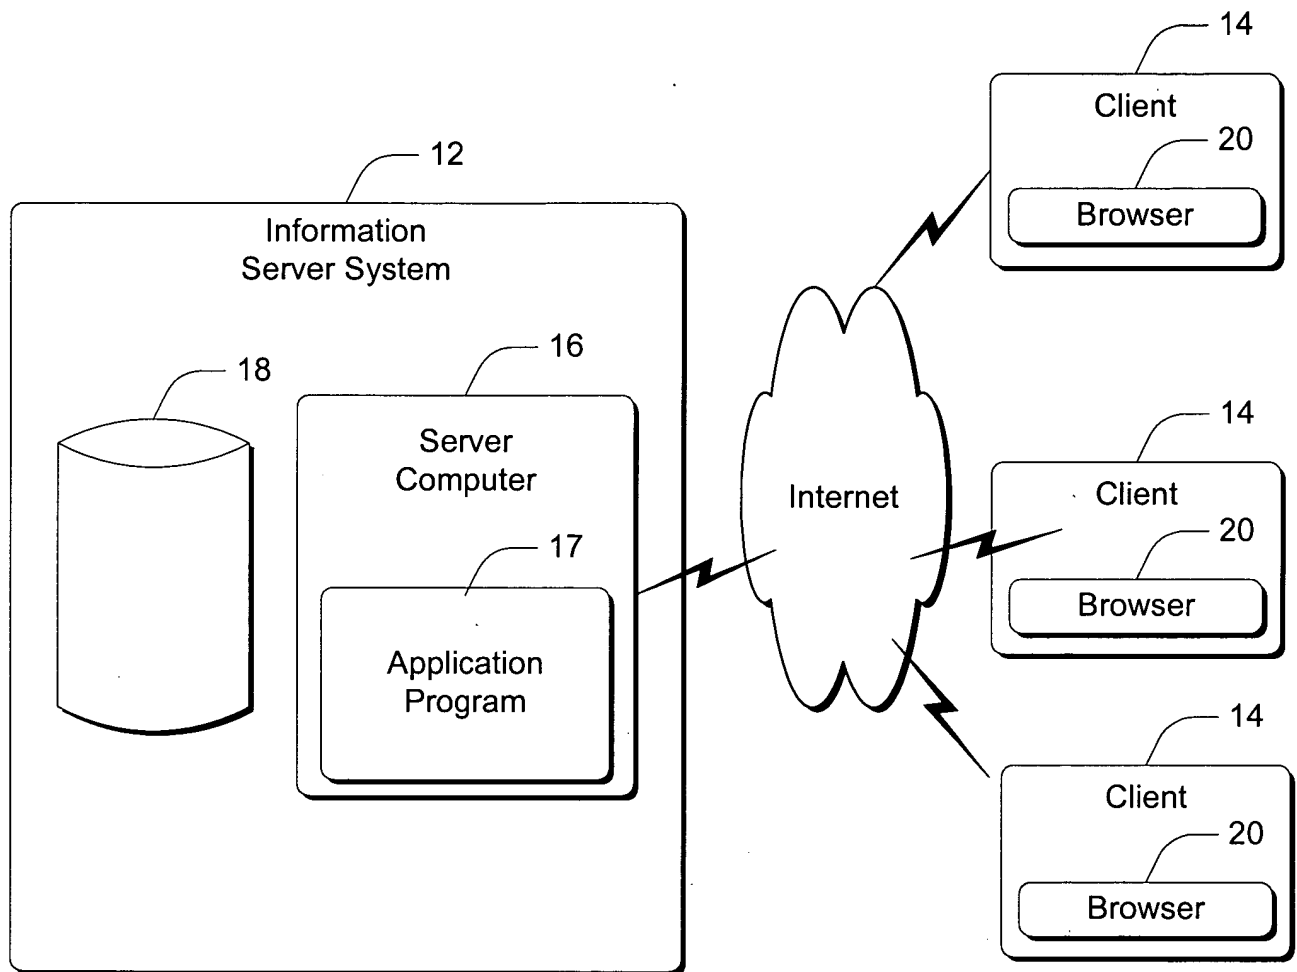 12
Information
Server System
18
16
Server
Computer
17
Application
Program
Internet
14
Client
20
Browser
14
Client
20
Browser
14
Client
20
Browser